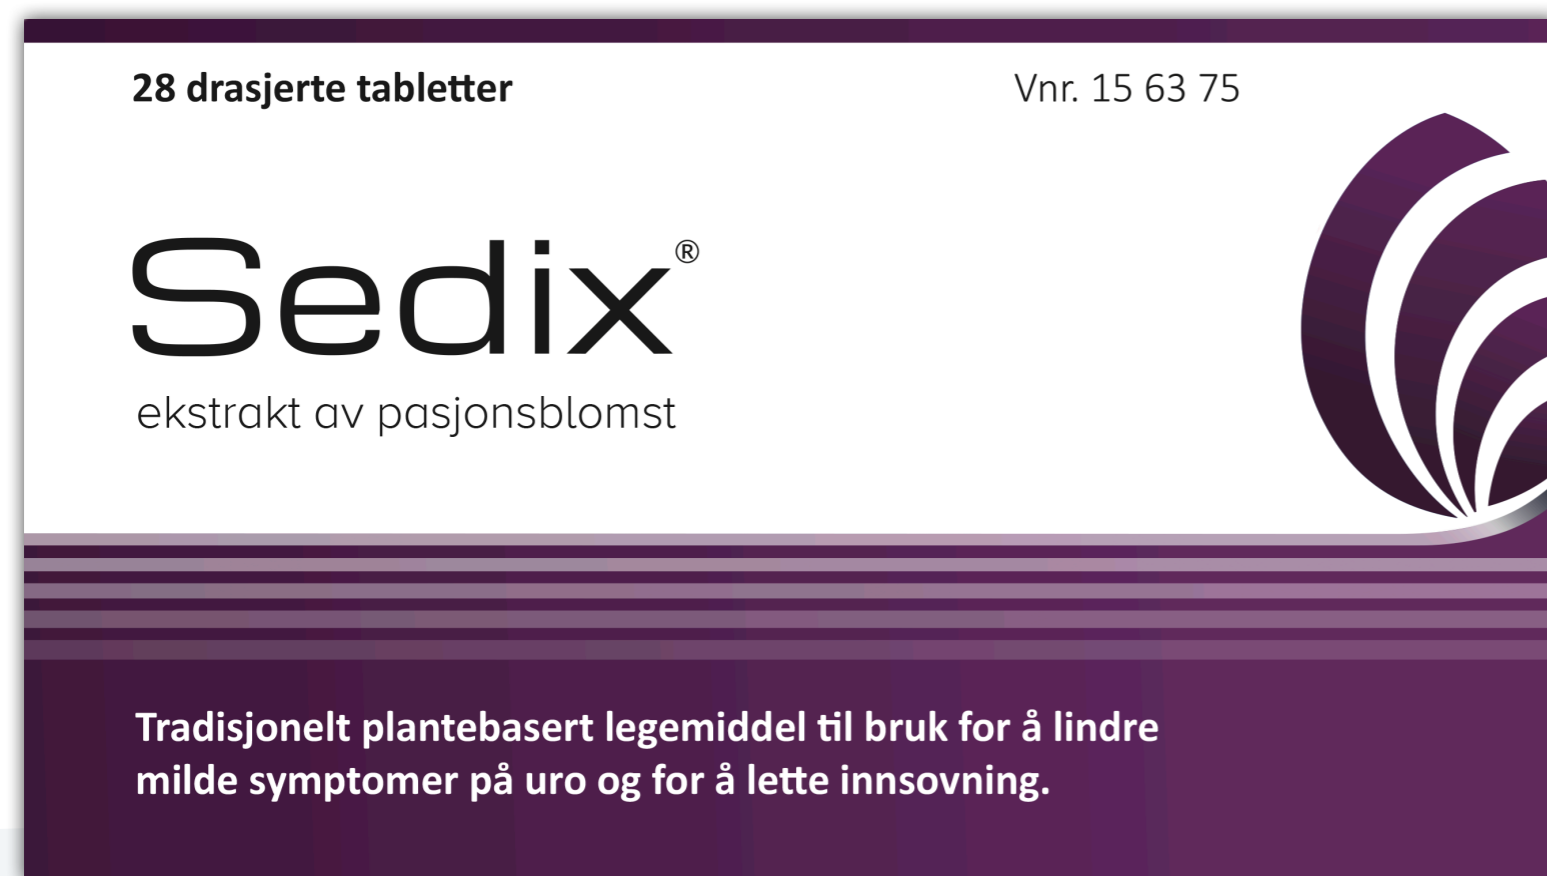 28 drasjerte tabletter
Vnr. 15 63 75
Sedix®
ekstrakt av pasjonsblomst
Tradisjonelt plantebasert legemiddel til bruk for å lindre
milde symptomer på uro og for å lette innsovning.